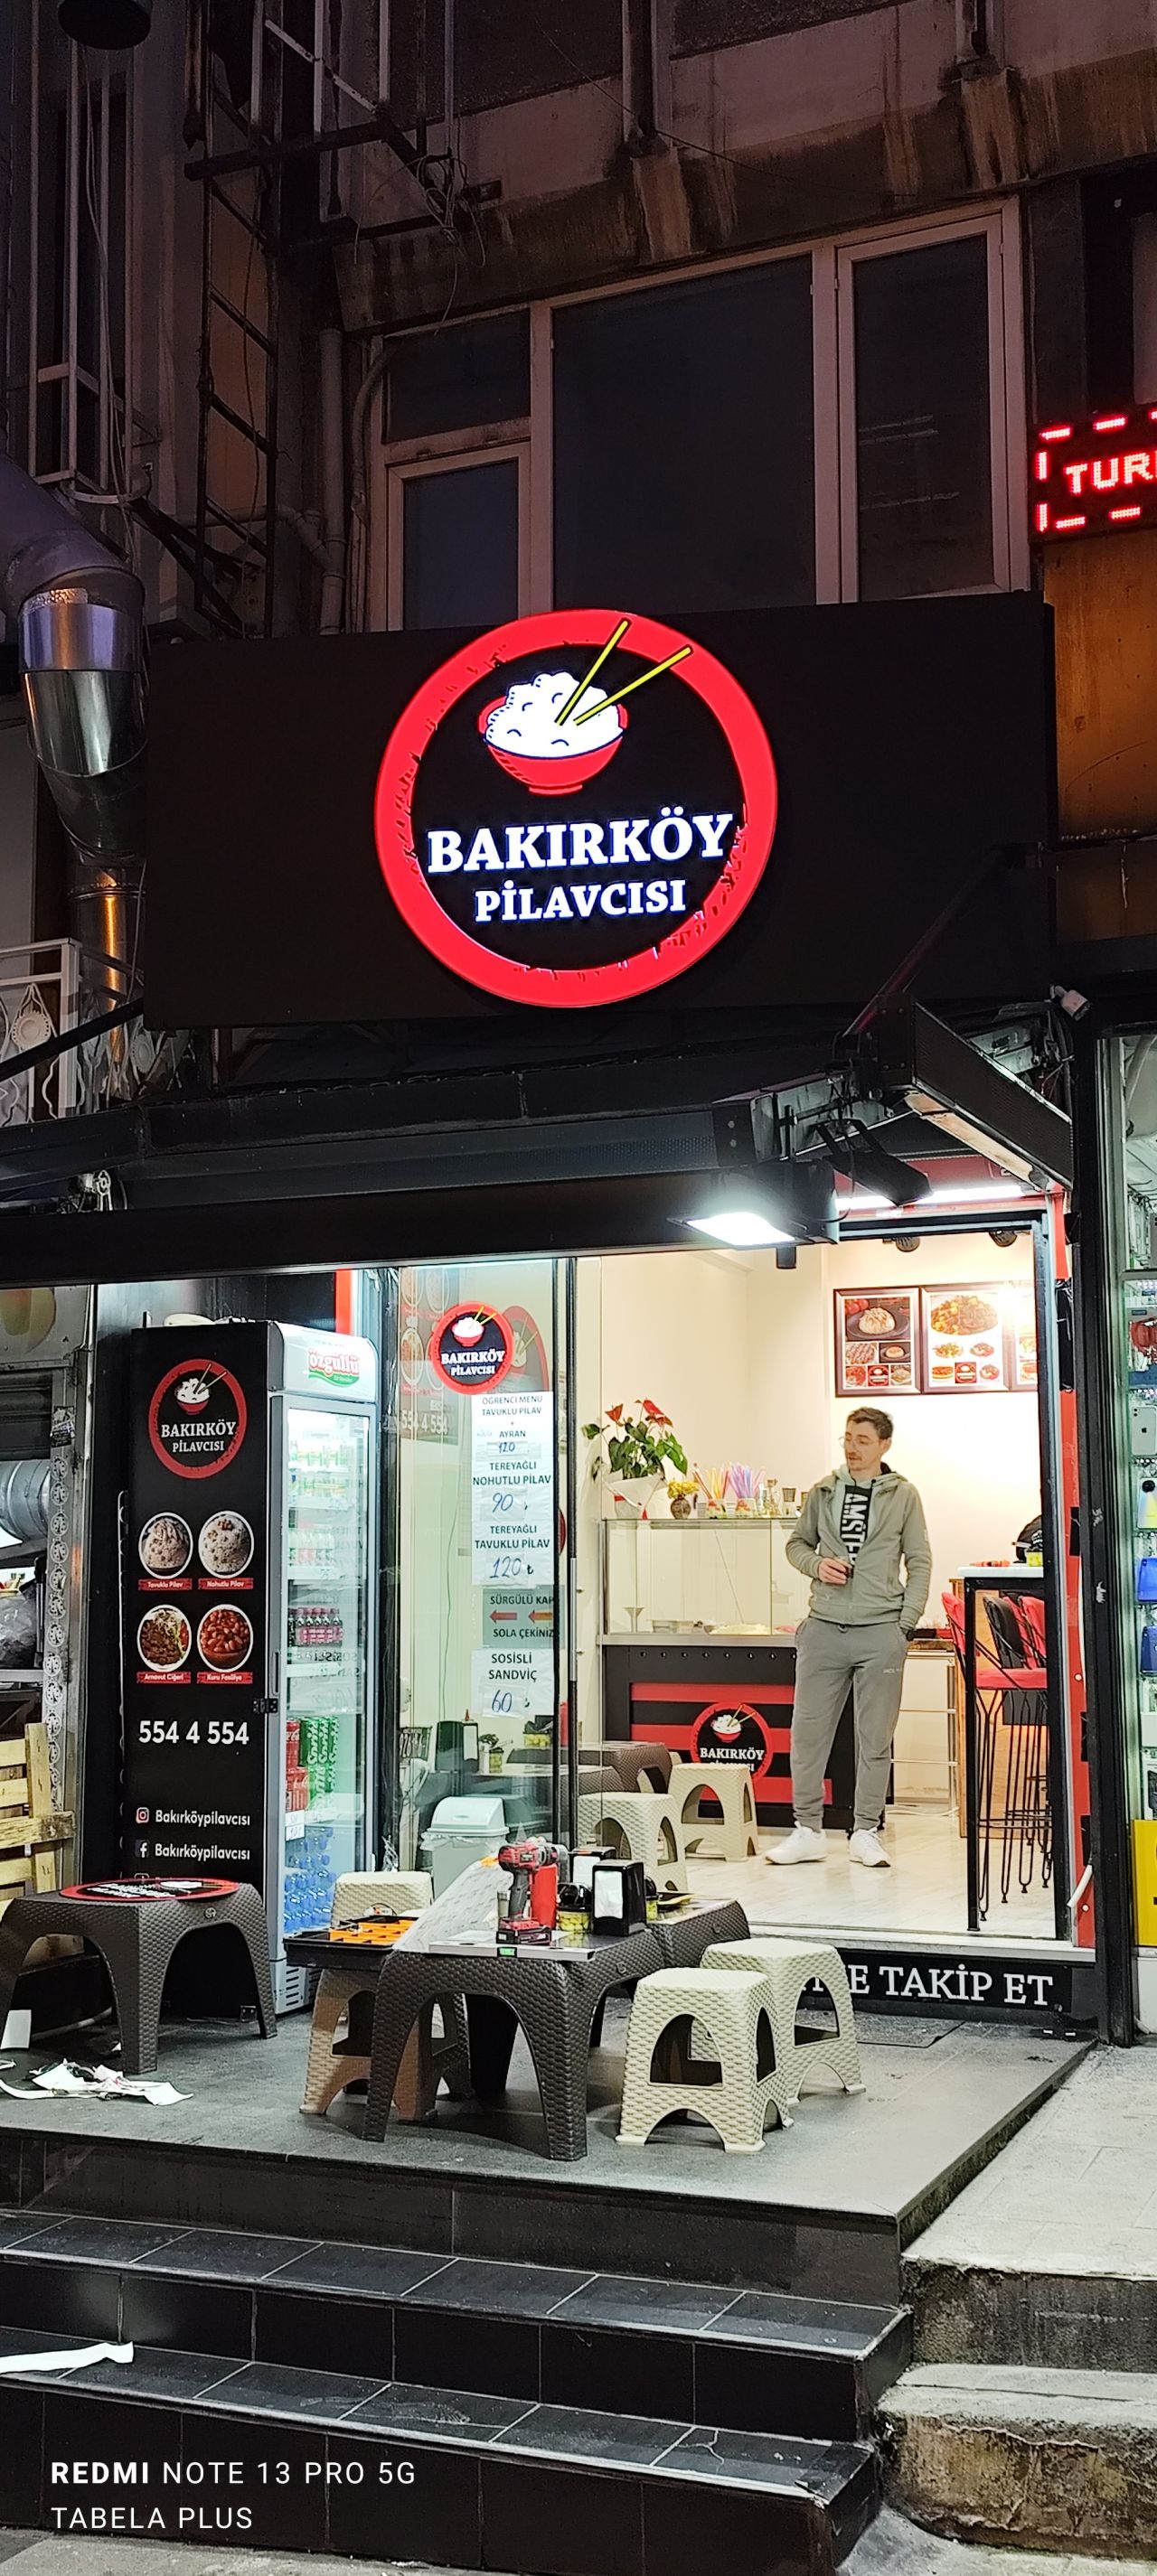 TUR
BAKIRKÖY
PİLAVCISI
özgüllü
BAKIRKÖY
PİLAVCISI
BAKIRKÖY
PİLAVCISI
ÖĞRENCİ MENÜ
TAVUKLU PİLAV
+
AYRAN
120
TEREYAĞLI
NOHUTLU PİLAV
90
TEREYAĞLI
TAVUKLU PİLAV
120 ₺
SÜRGÜLÜ KAP
SOLA ÇEKİNİZ
SOSİSLİ
SANDVİÇ
60 ₺
Tavuklu Pilav
Nohutlu Pilav
Arnavut Ciğeri
Kuru Fasülye
554 4 554
Bakırköypilavcısı
Bakırköypilavcısı
AMSTE
BAKIRKÖY
E TAKİP ET
REDMI NOTE 13 PRO 5G
TABELA PLUS